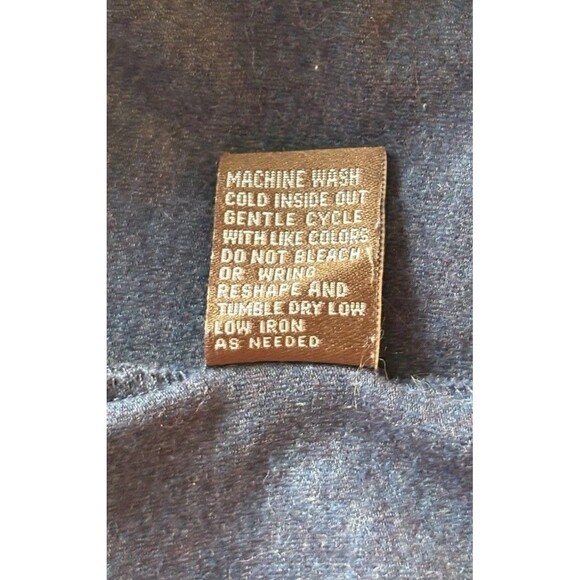 MACHINE WASH
COLD INSIDE OUT
GENTLE CYCLE
WITH LIKE COLORS
DO NOT BLEACH
OR WRING
RESHAPE AND
TUMBLE DRY LOW
LOW IRON
AS NEEDED